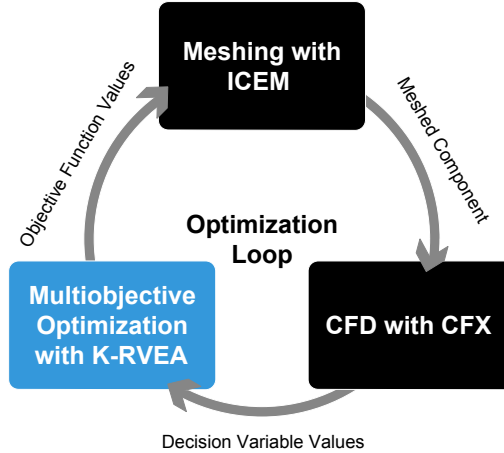 Meshing with
ICEM
Objective Function Values
Meshed Component
Optimization
Loop
Multiobjective
Optimization
with K-RVEA
CFD with CFX
Decision Variable Values